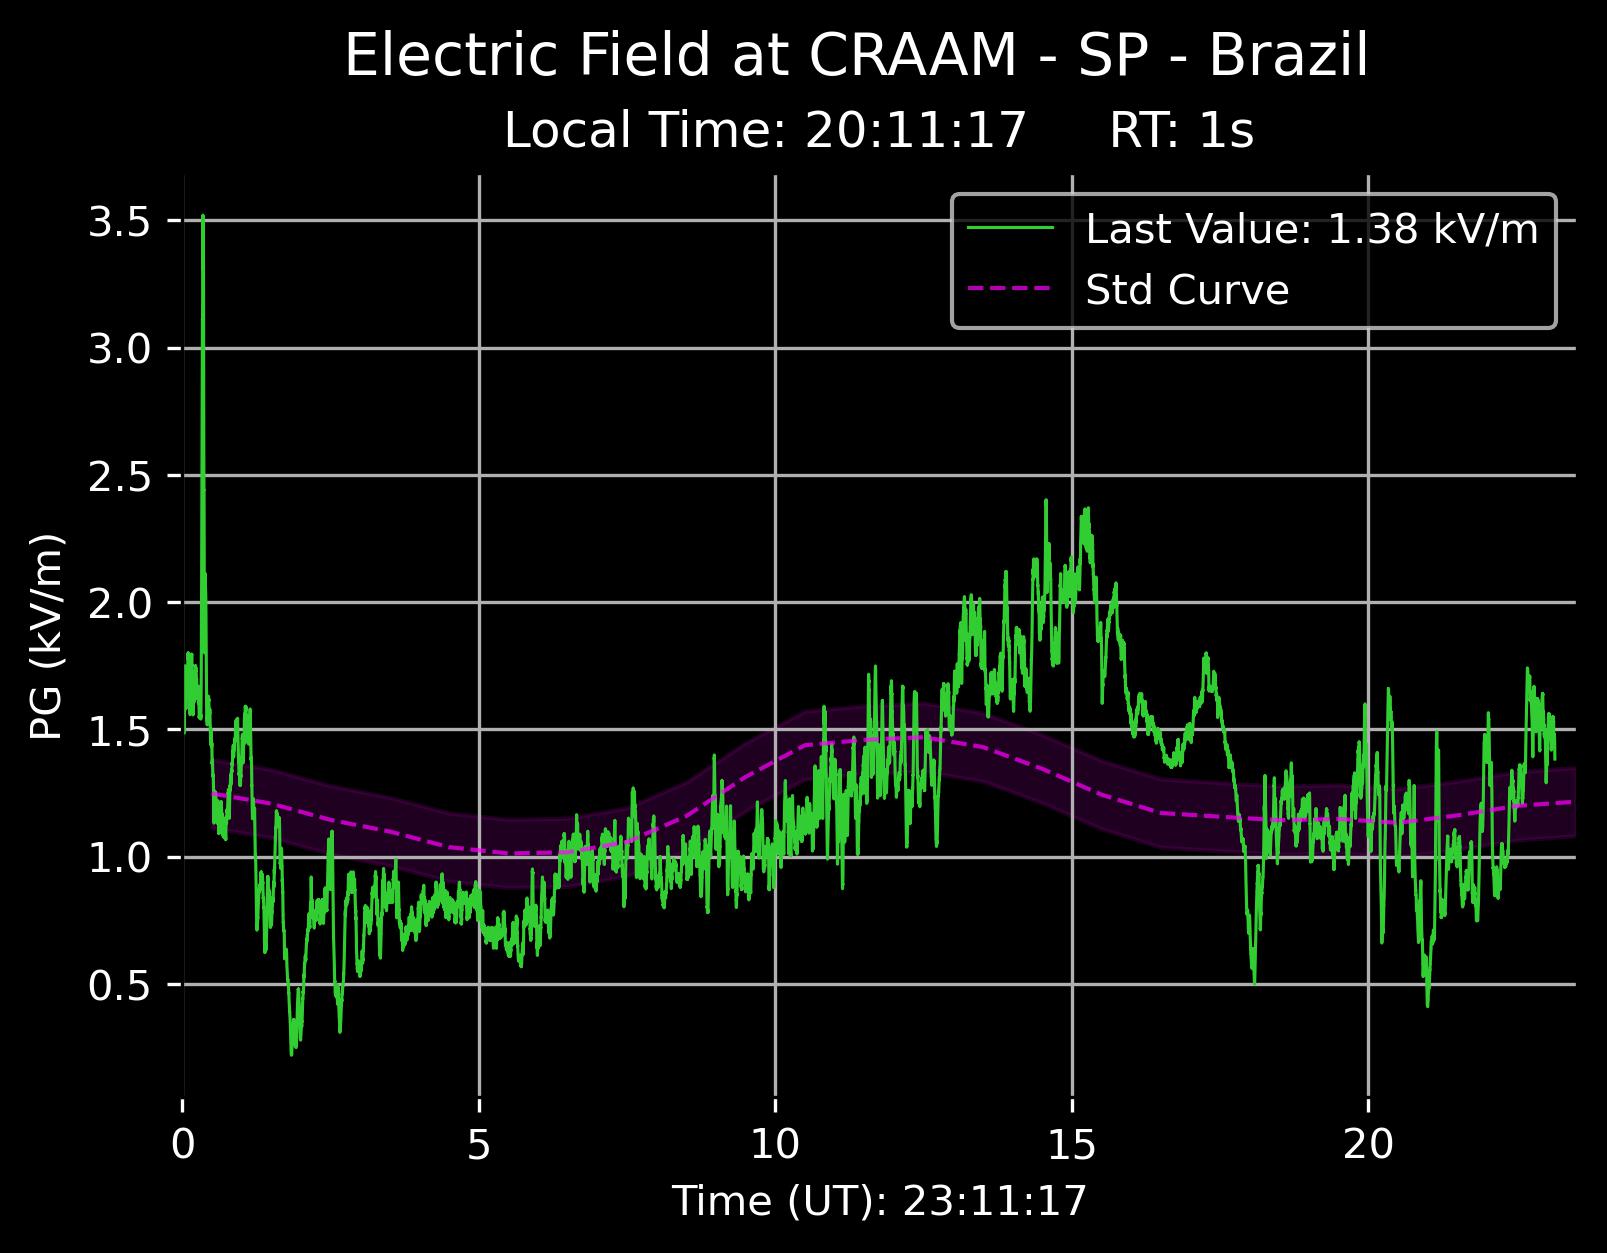 Electric Field at CRAAM - SP - Brazil
Local Time: 20:11:17 RT: 1s
Last Value: 1.38 kV/m
Std Curve
PG (kV/m)
3.5
3.0
2.5
2.0
1.5
1.0
0.5
0 5 10 15 20
Time (UT): 23:11:17